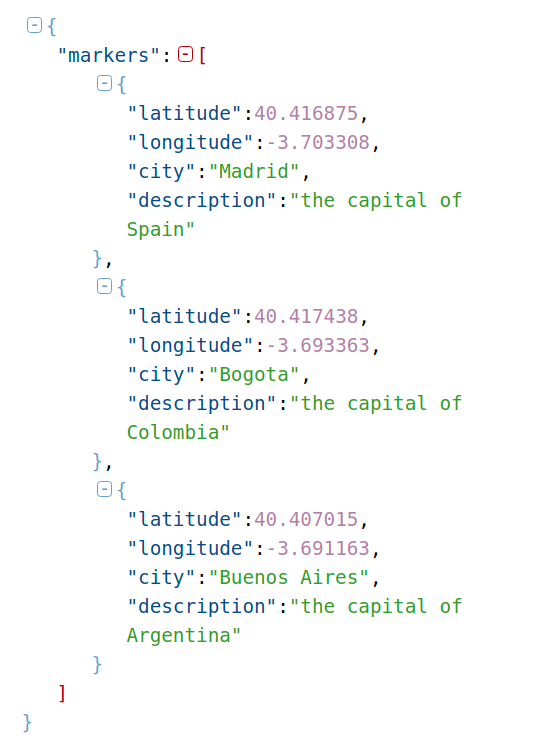 {
"markers": [
{
"latitude":40.416875,
"longitude":-3.703308,
"city":"Madrid",
"description":"the capital of
Spain"
},
{
"latitude":40.417438,
"longitude":-3.693363,
"city":"Bogota",
"description":"the capital of
Colombia"
},
{
"latitude":40.407015,
"longitude":-3.691163,
"city":"Buenos Aires",
"description":"the capital of
Argentina"
}
]
}